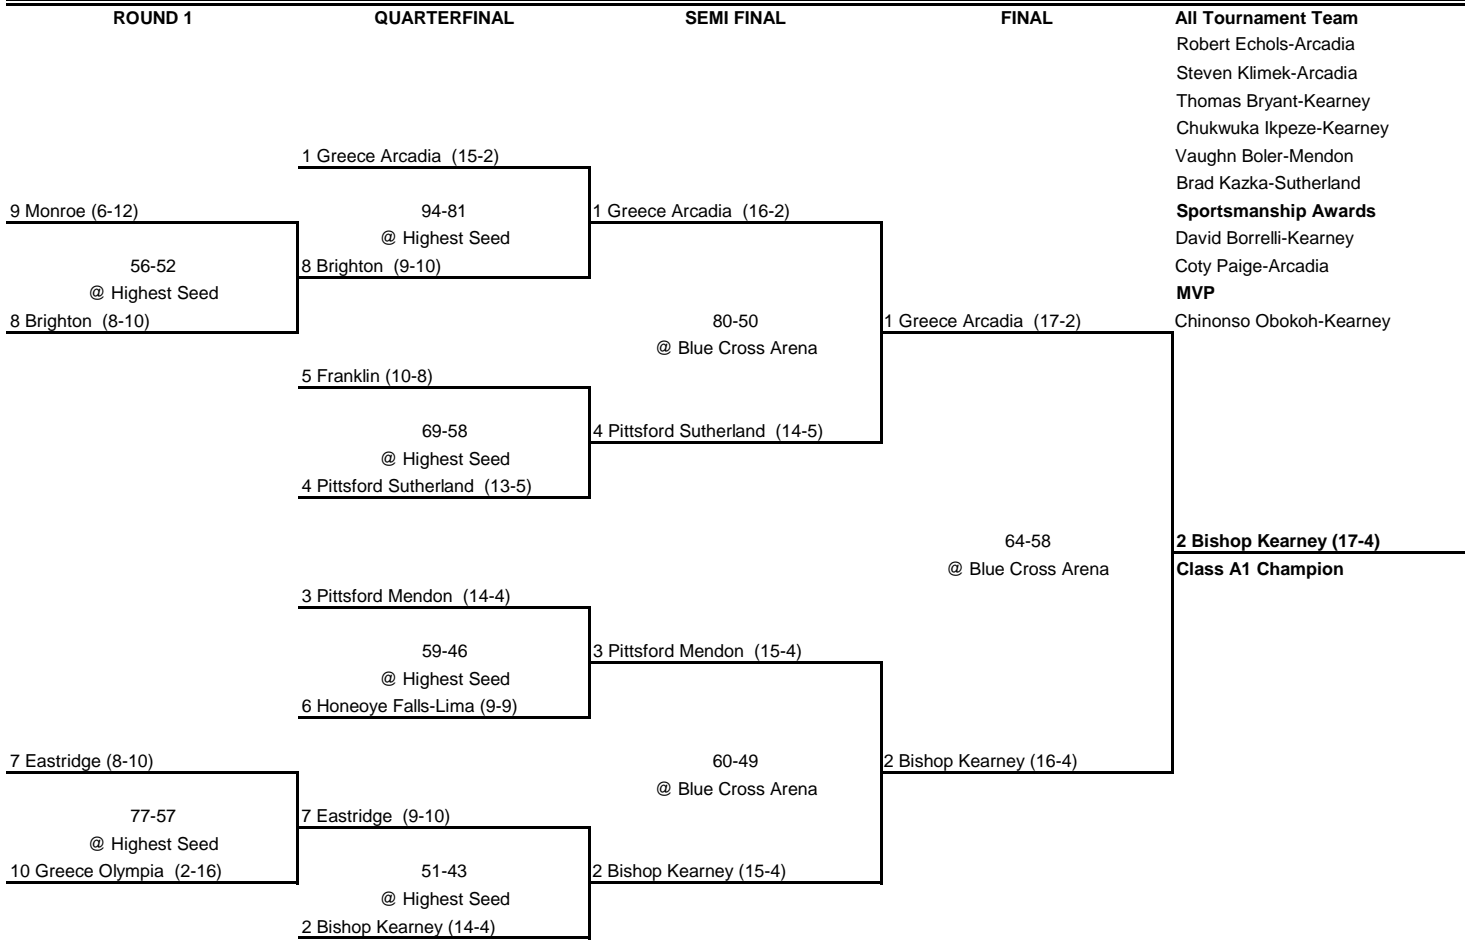 ROUND 1 QUARTERFINAL SEMI FINAL FINAL All Tournament Team
Robert Echols-Arcadia
Steven Klimek-Arcadia
Thomas Bryant-Kearney
Chukwuka Ikpeze-Kearney
1 Greece Arcadia (15-2) Vaughn Boler-Mendon
Brad Kazka-Sutherland
9 Monroe (6-12) 94-81 1 Greece Arcadia (16-2) Sportsmanship Awards
@ Highest Seed David Borrelli-Kearney
56-52 8 Brighton (9-10) Coty Paige-Arcadia
@ Highest Seed MVP
8 Brighton (8-10) 80-50 1 Greece Arcadia (17-2) Chinonso Obokoh-Kearney
@ Blue Cross Arena
5 Franklin (10-8)
69-58 4 Pittsford Sutherland (14-5)
@ Highest Seed
4 Pittsford Sutherland (13-5)
64-58 2 Bishop Kearney (17-4)
@ Blue Cross Arena Class A1 Champion
3 Pittsford Mendon (14-4)
59-46 3 Pittsford Mendon (15-4)
@ Highest Seed
6 Honeoye Falls-Lima (9-9)
7 Eastridge (8-10) 60-49 2 Bishop Kearney (16-4)
@ Blue Cross Arena
77-57 7 Eastridge (9-10)
@ Highest Seed
10 Greece Olympia (2-16) 51-43 2 Bishop Kearney (15-4)
@ Highest Seed
2 Bishop Kearney (14-4)